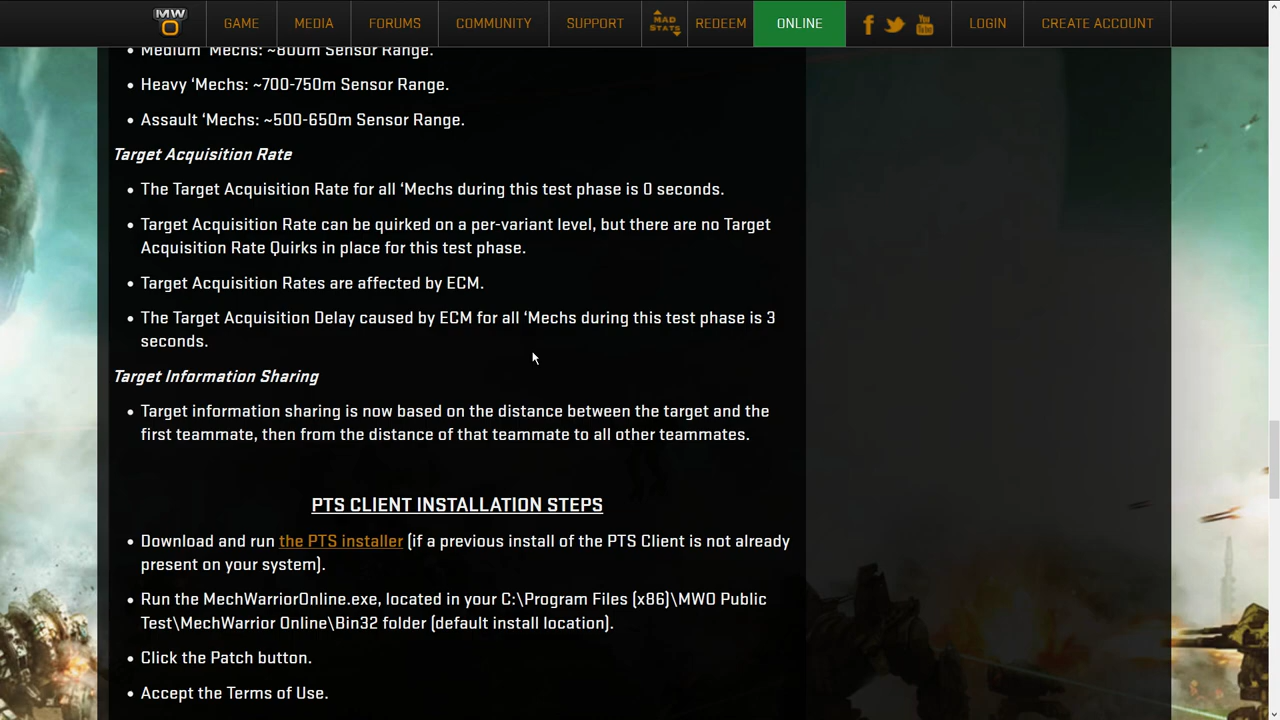 MW
O
GAME
MEDIA
FORUMS
COMMUNITY
SUPPORT
MAD
STATS
REDEEM
ONLINE
You
Tube
LOGIN
CREATE ACCOUNT
Medium ‘Mechs: ~800m Sensor Range.
Heavy ‘Mechs: ~700-750m Sensor Range.
Assault ‘Mechs: ~500-650m Sensor Range.
Target Acquisition Rate
The Target Acquisition Rate for all ‘Mechs during this test phase is 0 seconds.
Target Acquisition Rate can be quirked on a per-variant level, but there are no Target
Acquisition Rate Quirks in place for this test phase.
Target Acquisition Rates are affected by ECM.
The Target Acquisition Delay caused by ECM for all ‘Mechs during this test phase is 3
seconds.
Target Information Sharing
Target information sharing is now based on the distance between the target and the
first teammate, then from the distance of that teammate to all other teammates.
PTS CLIENT INSTALLATION STEPS
Download and run the PTS installer (if a previous install of the PTS Client is not already
present on your system).
Run the MechWarriorOnline.exe, located in your C:\Program Files (x86)\MWO Public
Test\MechWarrior Online\Bin32 folder (default install location).
Click the Patch button.
Accept the Terms of Use.